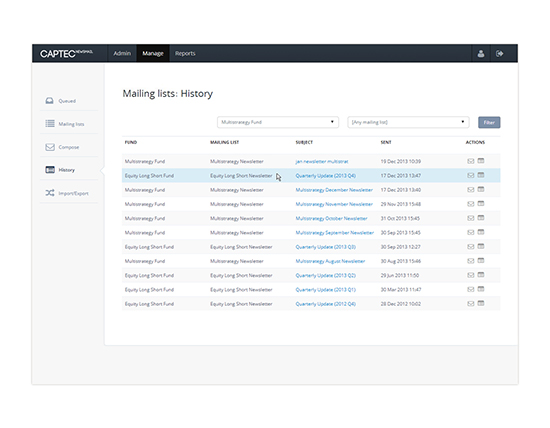 CAPTEC NEWSMAIL Admin Manage Reports
Mailing lists: History
Queued
Mailing lists
Compose
History
Import/Export
Multistrategy Fund [Any mailing list] Filter
FUND MAILING LIST SUBJECT SENT ACTIONS
Multistrategy Fund Multistrategy Newsletter jan newsletter multistrat 19 Dec 2013 10:39
Equity Long Short Fund Equity Long Short Newsletter Quarterly Update (2013 Q4) 17 Dec 2013 13:47
Multistrategy Fund Multistrategy Newsletter Multistrategy December Newsletter 17 Dec 2013 13:40
Multistrategy Fund Multistrategy Newsletter Multistrategy November Newsletter 29 Nov 2013 15:48
Multistrategy Fund Multistrategy Newsletter Multistrategy October Newsletter 31 Oct 2013 15:45
Multistrategy Fund Multistrategy Newsletter Multistrategy September Newsletter 30 Sep 2013 15:45
Equity Long Short Fund Equity Long Short Newsletter Quarterly Update (2013 Q3) 30 Sep 2013 12:27
Multistrategy Fund Multistrategy Newsletter Multistrategy August Newsletter 30 Aug 2013 15:46
Equity Long Short Fund Equity Long Short Newsletter Quarterly Update (2013 Q2) 29 Jun 2013 11:50
Equity Long Short Fund Equity Long Short Newsletter Quarterly Update (2013 Q1) 30 Mar 2013 11:47
Equity Long Short Fund Equity Long Short Newsletter Quarterly Update (2012 Q4) 28 Dec 2012 10:02